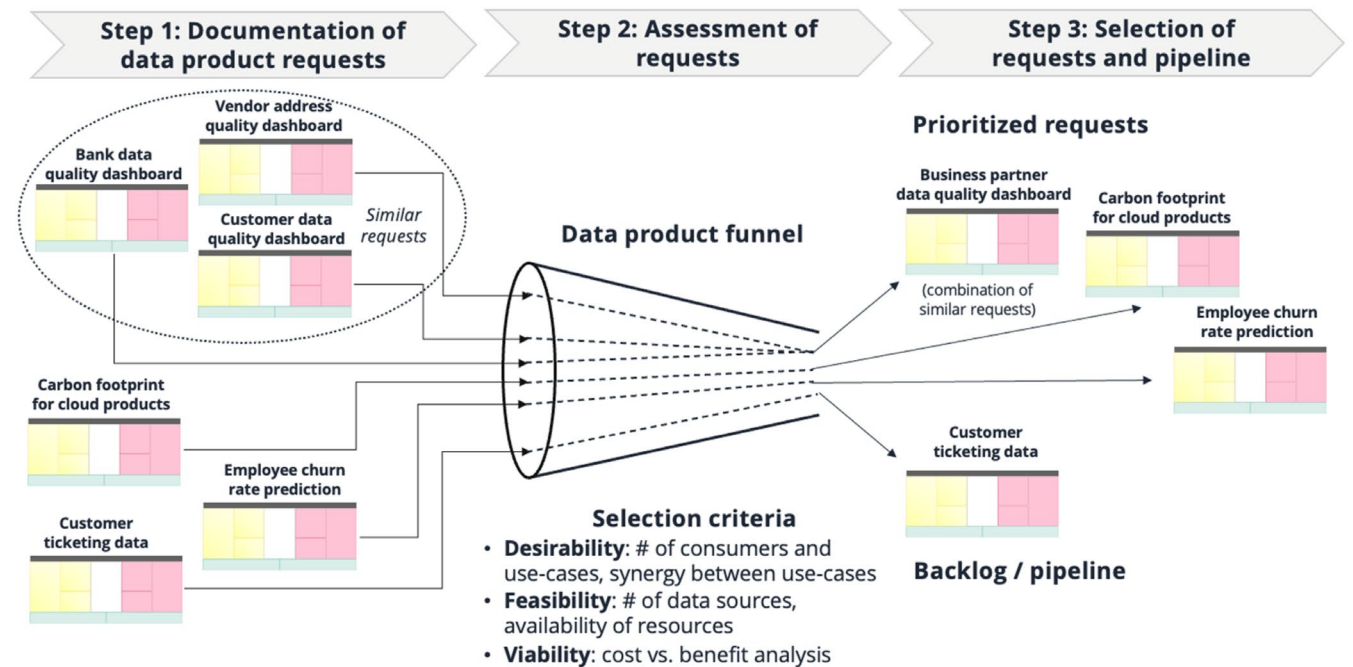 Step 1: Documentation of
data product requests
Step 2: Assessment of
requests
Step 3: Selection of
requests and pipeline
Vendor address
quality dashboard
Bank data
quality dashboard
Customer data
quality dashboard
Similar
requests
Carbon footprint
for cloud products
Employee churn
rate prediction
Customer
ticketing data
Data product funnel
Selection criteria
• Desirability: # of consumers and
use-cases, synergy between use-cases
• Feasibility: # of data sources,
availability of resources
• Viability: cost vs. benefit analysis
Prioritized requests
Business partner
data quality dashboard
(combination of
similar requests)
Carbon footprint
for cloud products
Employee churn
rate prediction
Customer
ticketing data
Backlog / pipeline